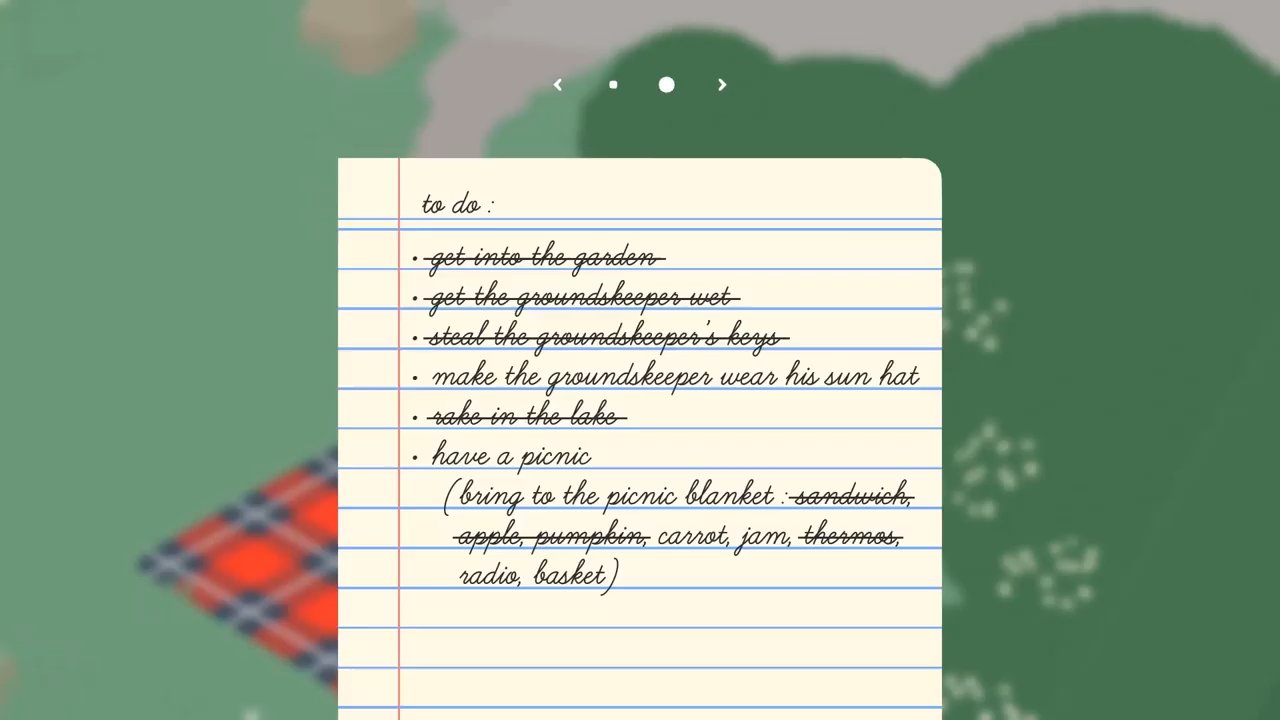 to do :
• get into the garden
• get the groundskeeper wet
• steal the groundskeeper's keys
• make the groundskeeper wear his sun hat
• rake in the lake
• have a picnic
(bring to the picnic blanket : sandwich,
apple, pumpkin, carrot, jam, thermos,
radio, basket)